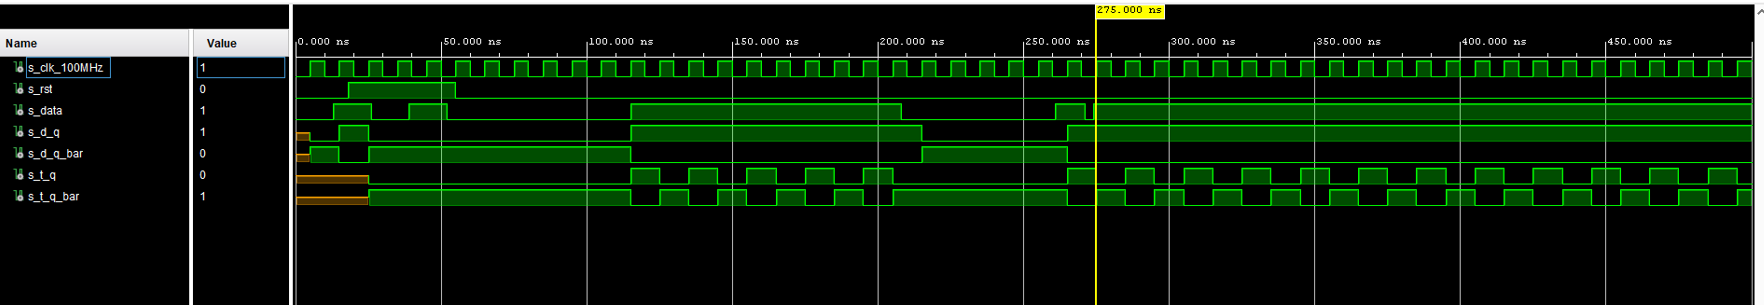 275.000 ns
Name Value
0.000 ns 50.000 ns 100.000 ns 150.000 ns 200.000 ns 250.000 ns 300.000 ns 350.000 ns 400.000 ns 450.000 ns
s_clk_100MHz 1
s_rst 0
s_data 1
s_d_q 1
s_d_q_bar 0
s_t_q 0
s_t_q_bar 1